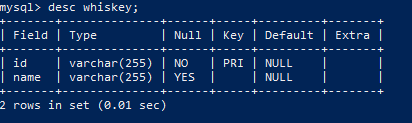 mysql> desc whiskey;
+-------+--------------+------+-----+---------+-------+
| Field | Type         | Null | Key | Default | Extra |
+-------+--------------+------+-----+---------+-------+
| id    | varchar(255) | NO   | PRI | NULL    |       |
| name  | varchar(255) | YES  |     | NULL    |       |
+-------+--------------+------+-----+---------+-------+
2 rows in set (0.01 sec)